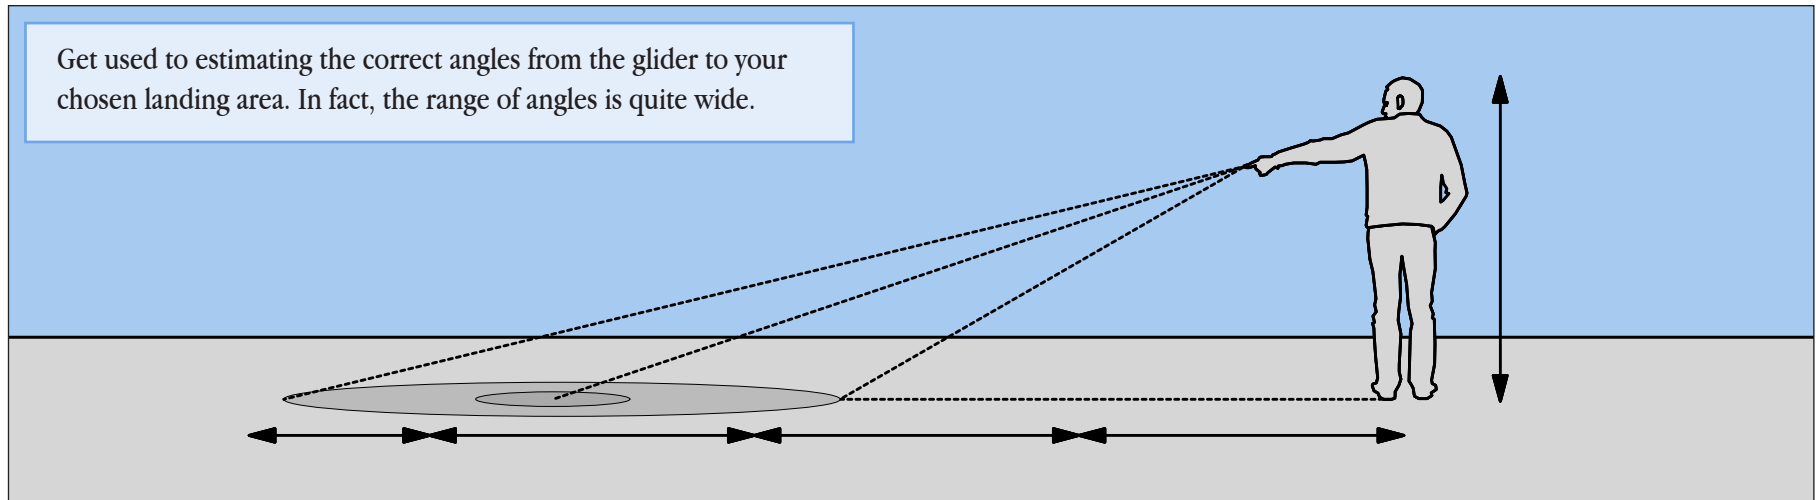 Get used to estimating the correct angles from the glider to your
chosen landing area. In fact, the range of angles is quite wide.